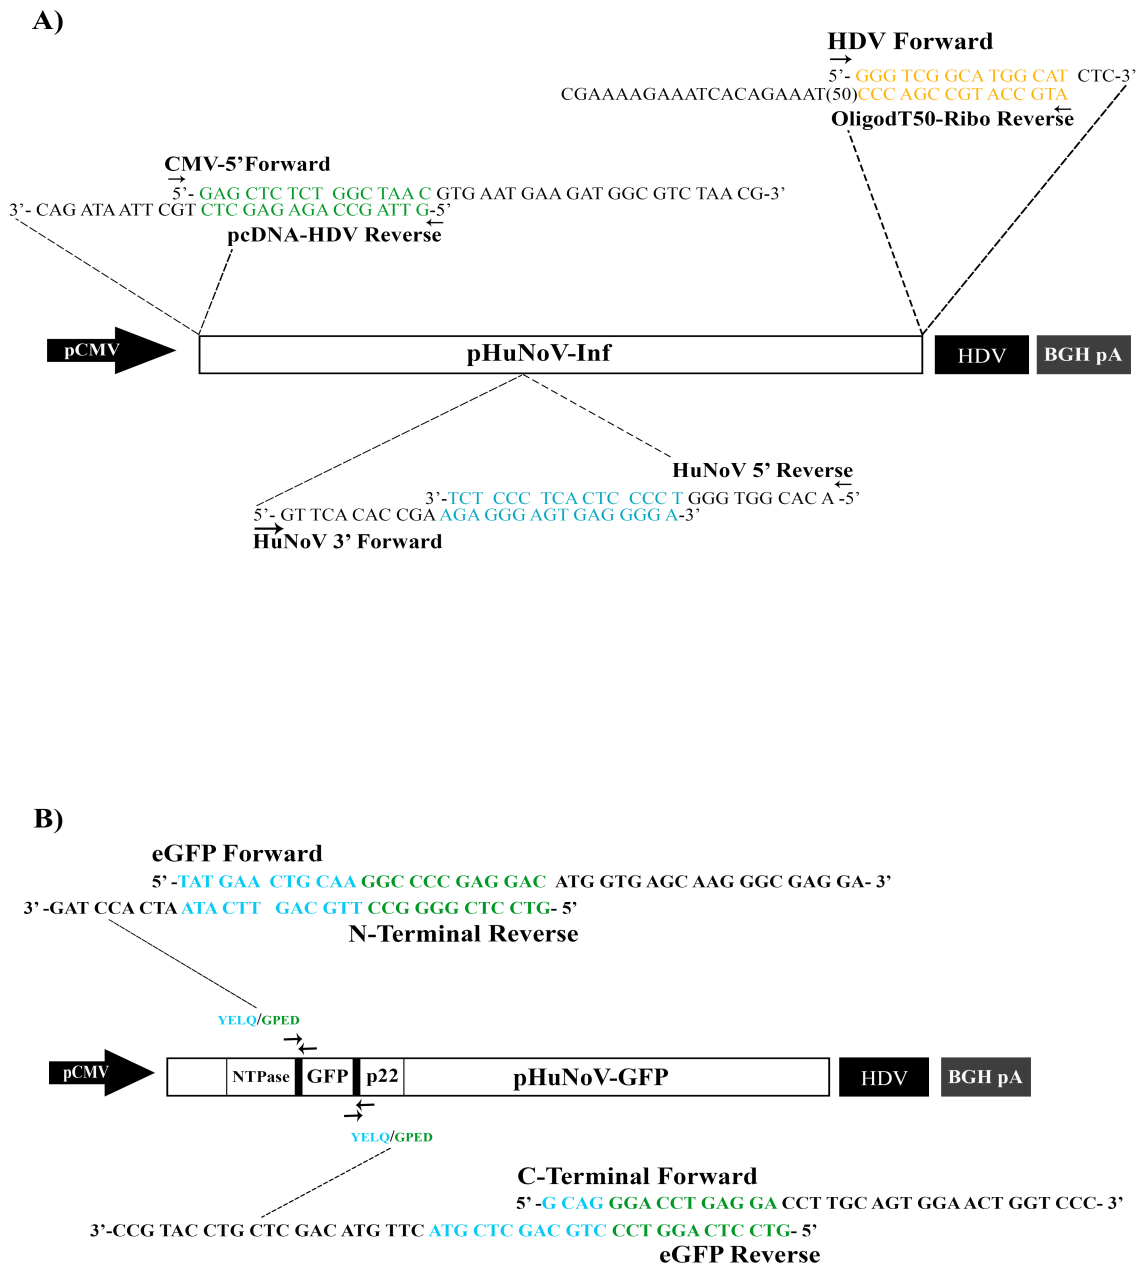 A)
HDV Forward
5’- GGG TCG GCA TGG CAT CTC-3’
CGAAAAGAAATCACAGAAAT(50)CCC AGC CGT ACC GTA
OligodT50-Ribo Reverse
CMV-5’Forward
5’- GAG CTC TCT GGC TAA C GTG AAT GAA GAT GGC GTC TAA CG-3’
3’- CAG ATA ATT CGT CTC GAG AGA CCG ATT G-5’
pcDNA-HDV Reverse
pCMV
pHuNoV-Inf
HDV
BGH pA
HuNoV 5’ Reverse
3’-TCT CCC TCA CTC CCC T GGG TGG CAC A -5’
5’- GT TCA CAC CGA AGA GGG AGT GAG GGG A-3’
HuNoV 3’ Forward
B)
eGFP Forward
5’ -TAT GAA CTG CAA GGC CCC GAG GAC ATG GTG AGC AAG GGC GAG GA- 3’
3’ -GAT CCA CTA ATA CTT GACGTT CCG GGG CTC CTG- 5’
N-Terminal Reverse
YELQ/GPED
pCMV
NTPase
GFP
p22
pHuNoV-GFP
HDV
BGH pA
YELQ/GPED
C-Terminal Forward
5’ -G CAG GGA CCT GAG GA CCT TGC AGT GGA ACT GGT CCC- 3’
3’-CCG TAC CTG CTC GAC ATG TTC ATG CTC GAC GTC CCT GGA CTC CTG- 5’
eGFP Reverse